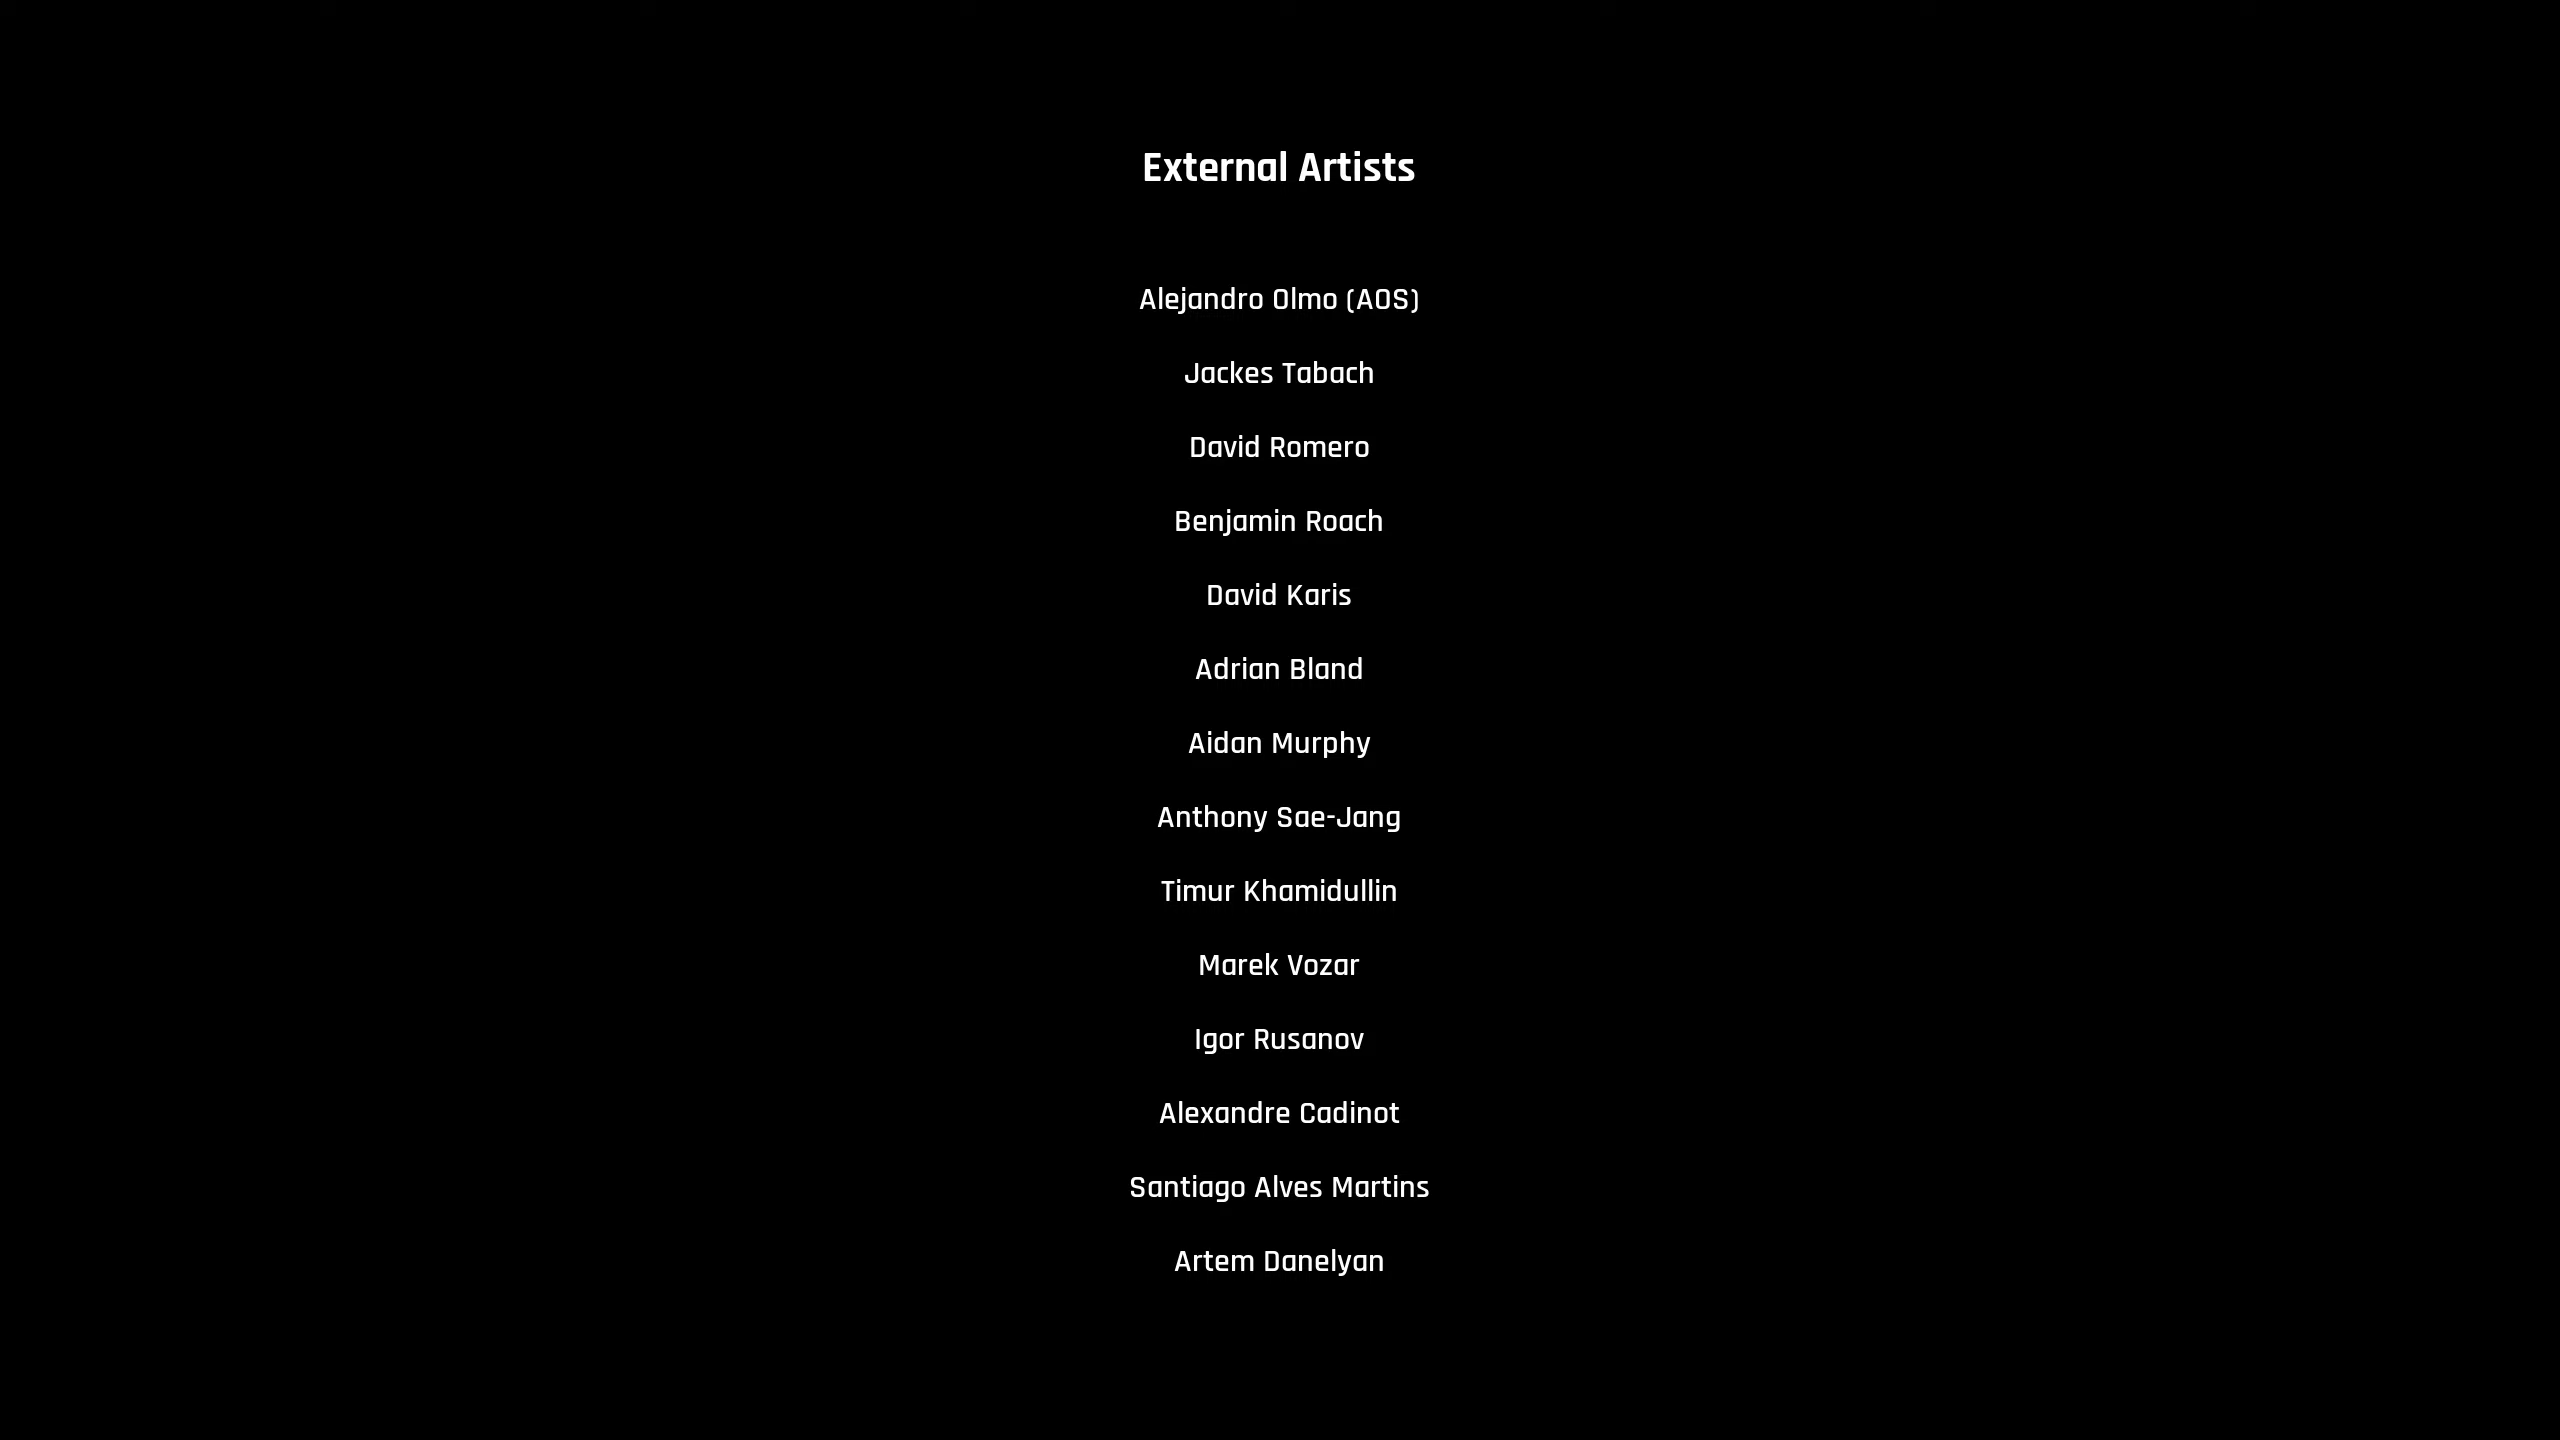 External Artists
Alejandro Olmo (AOS)
Jackes Tabach
David Romero
Benjamin Roach
David Karis
Adrian Bland
Aidan Murphy
Anthony Sae-Jang
Timur Khamidullin
Marek Vozar
Igor Rusanov
Alexandre Cadinot
Santiago Alves Martins
Artem Danelyan